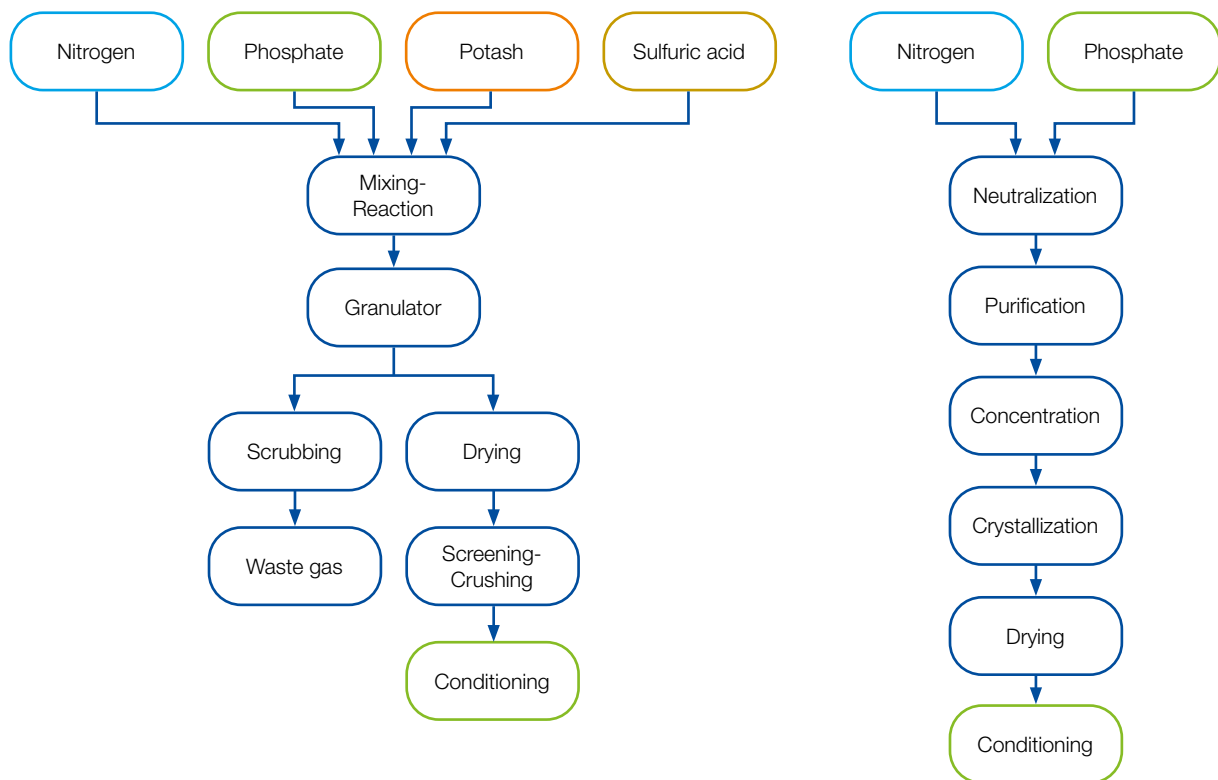 Nitrogen
Phosphate
Potash
Sulfuric acid
Mixing-
Reaction
Granulator
Scrubbing
Drying
Waste gas
Screening-
Crushing
Conditioning
Nitrogen
Phosphate
Neutralization
Purification
Concentration
Crystallization
Drying
Conditioning